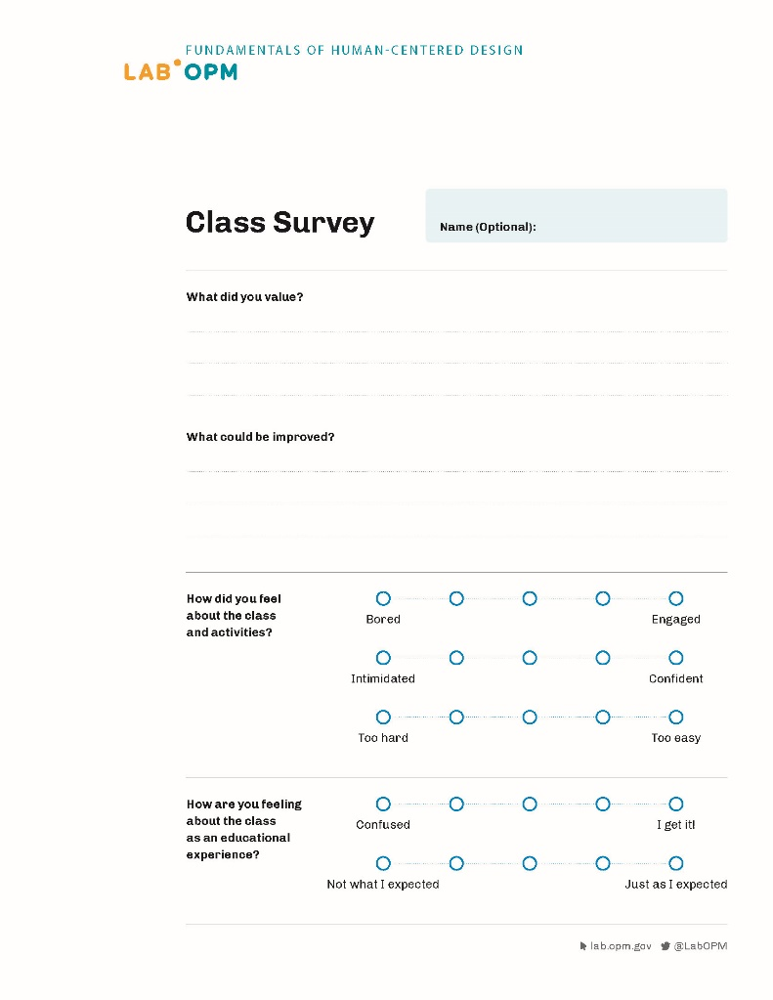 FUNDAMENTALS OF HUMAN-CENTERED DESIGN
LAB OPM
Class Survey
Name (Optional):
What did you value?
What could be improved?
How did you feel
about the class
and activities?
Bored
Engaged
Intimidated
Confident
Too hard
Too easy
How are you feeling
about the class
as an educational
experience?
Confused
I get it!
Not what I expected
Just as I expected
lab.opm.gov @LabOPM